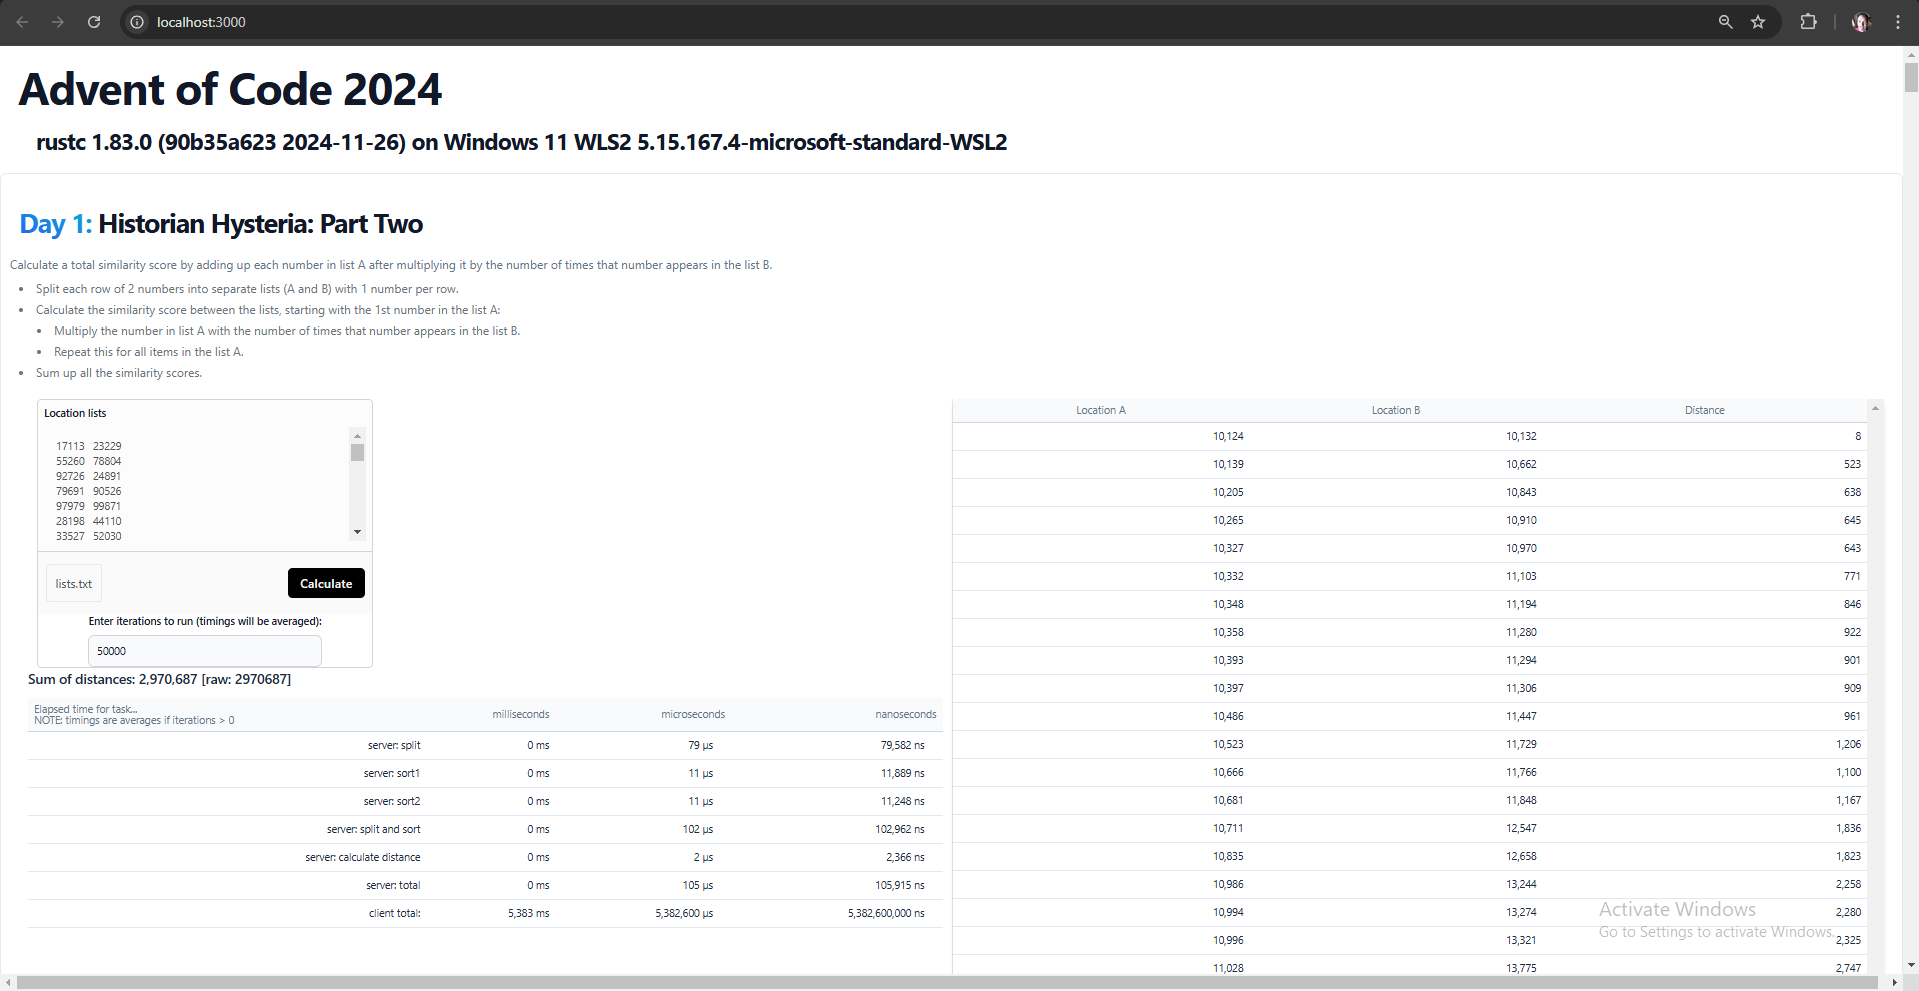 localhost:3000
Advent of Code 2024
rustc 1.83.0 (90b35a623 2024-11-26) on Windows 11 WLS2 5.15.167.4-microsoft-standard-WSL2
Day 1: Historian Hysteria: Part Two
Calculate a total similarity score by adding up each number in list A after multiplying it by the number of times that number appears in the list B.
• Split each row of 2 numbers into separate lists (A and B) with 1 number per row.
• Calculate the similarity score between the lists, starting with the 1st number in the list A:
• Multiply the number in list A with the number of times that number appears in the list B.
• Repeat this for all items in the list A.
• Sum up all the similarity scores.
Location lists
17113 23229
55260 78804
92726 24891
79691 90526
97979 99871
28198 44110
33527 52030
lists.txt Calculate
Enter iterations to run (timings will be averaged):
50000
Sum of distances: 2,970,687 [raw: 2970687]
Elapsed time for task...
NOTE: timings are averages if iterations > 0
milliseconds microseconds nanoseconds
server: split 0 ms 79 µs 79,582 ns
server: sort1 0 ms 11 µs 11,889 ns
server: sort2 0 ms 11 µs 11,248 ns
server: split and sort 0 ms 102 µs 102,962 ns
server: calculate distance 0 ms 2 µs 2,366 ns
server: total 0 ms 105 µs 105,915 ns
client total: 5,383 ms 5,382,600 µs 5,382,600,000 ns
Location A Location B Distance
10,124 10,132 8
10,139 10,662 523
10,205 10,843 638
10,265 10,910 645
10,327 10,970 643
10,332 11,103 771
10,348 11,194 846
10,358 11,280 922
10,393 11,294 901
10,397 11,306 909
10,486 11,447 961
10,523 11,729 1,206
10,666 11,766 1,100
10,681 11,848 1,167
10,711 12,547 1,836
10,835 12,658 1,823
10,986 13,244 2,258
10,994 13,274 2,280
10,996 13,321 2,325
11,028 13,775 2,747
Activate Windows
Go to Settings to activate Windows.